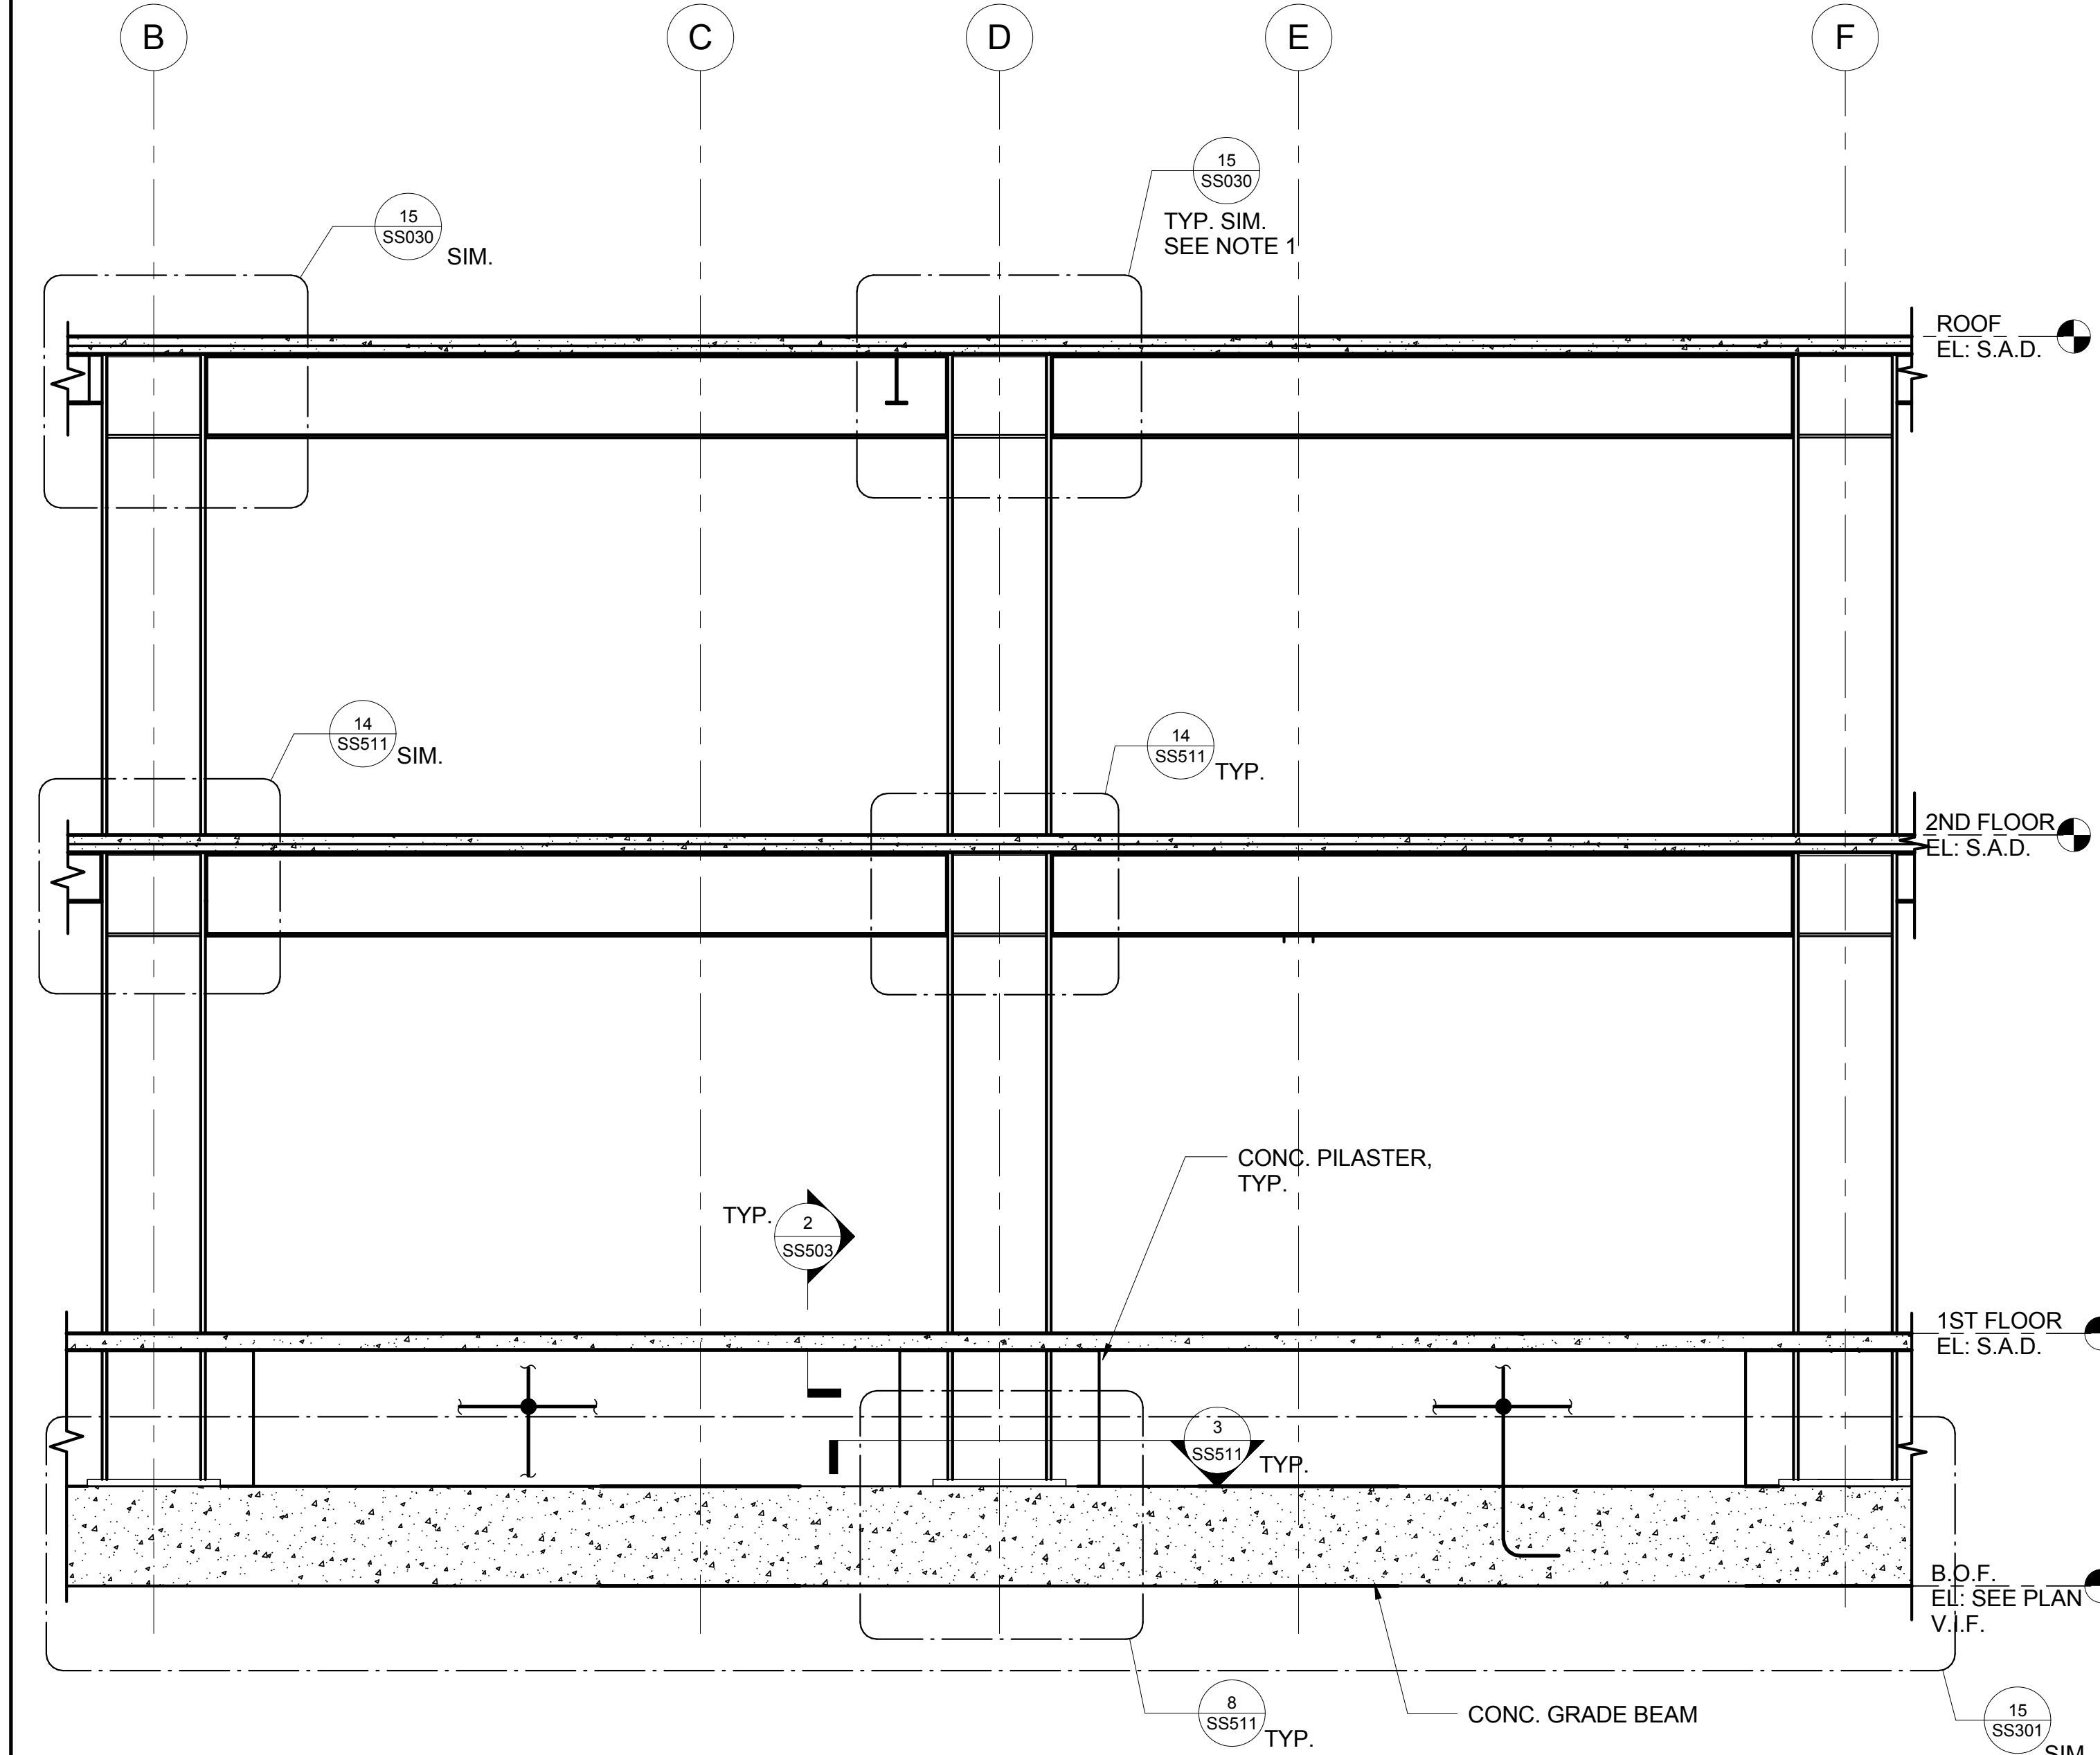 B
C
D
E
F
15
SS030
TYP. SIM.
SEE NOTE 1
15
SS030
SIM.
ROOF
EL: S.A.D.
14
SS511
SIM.
14
SS511
TYP.
2ND FLOOR
EL: S.A.D.
CONC. PILASTER,
TYP.
TYP.
2
SS503
1ST FLOOR
EL: S.A.D.
3
SS511
TYP.
B.O.F.
EL: SEE PLAN
V.I.F.
8
SS511
TYP.
CONC. GRADE BEAM
15
SS301
SIM.